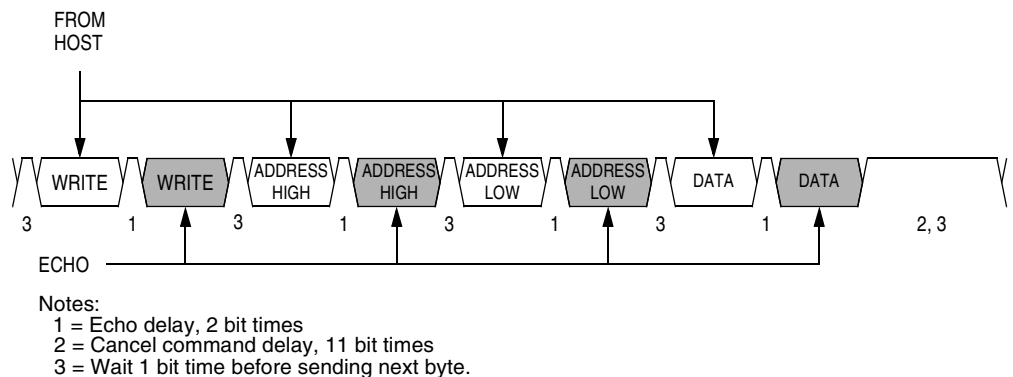 FROM
HOST
WRITE
WRITE
ADDRESS
HIGH
ADDRESS
HIGH
ADDRESS
LOW
ADDRESS
LOW
DATA
DATA
3
1
3
1
3
1
3
1
2, 3
ECHO
Notes:
1 = Echo delay, 2 bit times
2 = Cancel command delay, 11 bit times
3 = Wait 1 bit time before sending next byte.